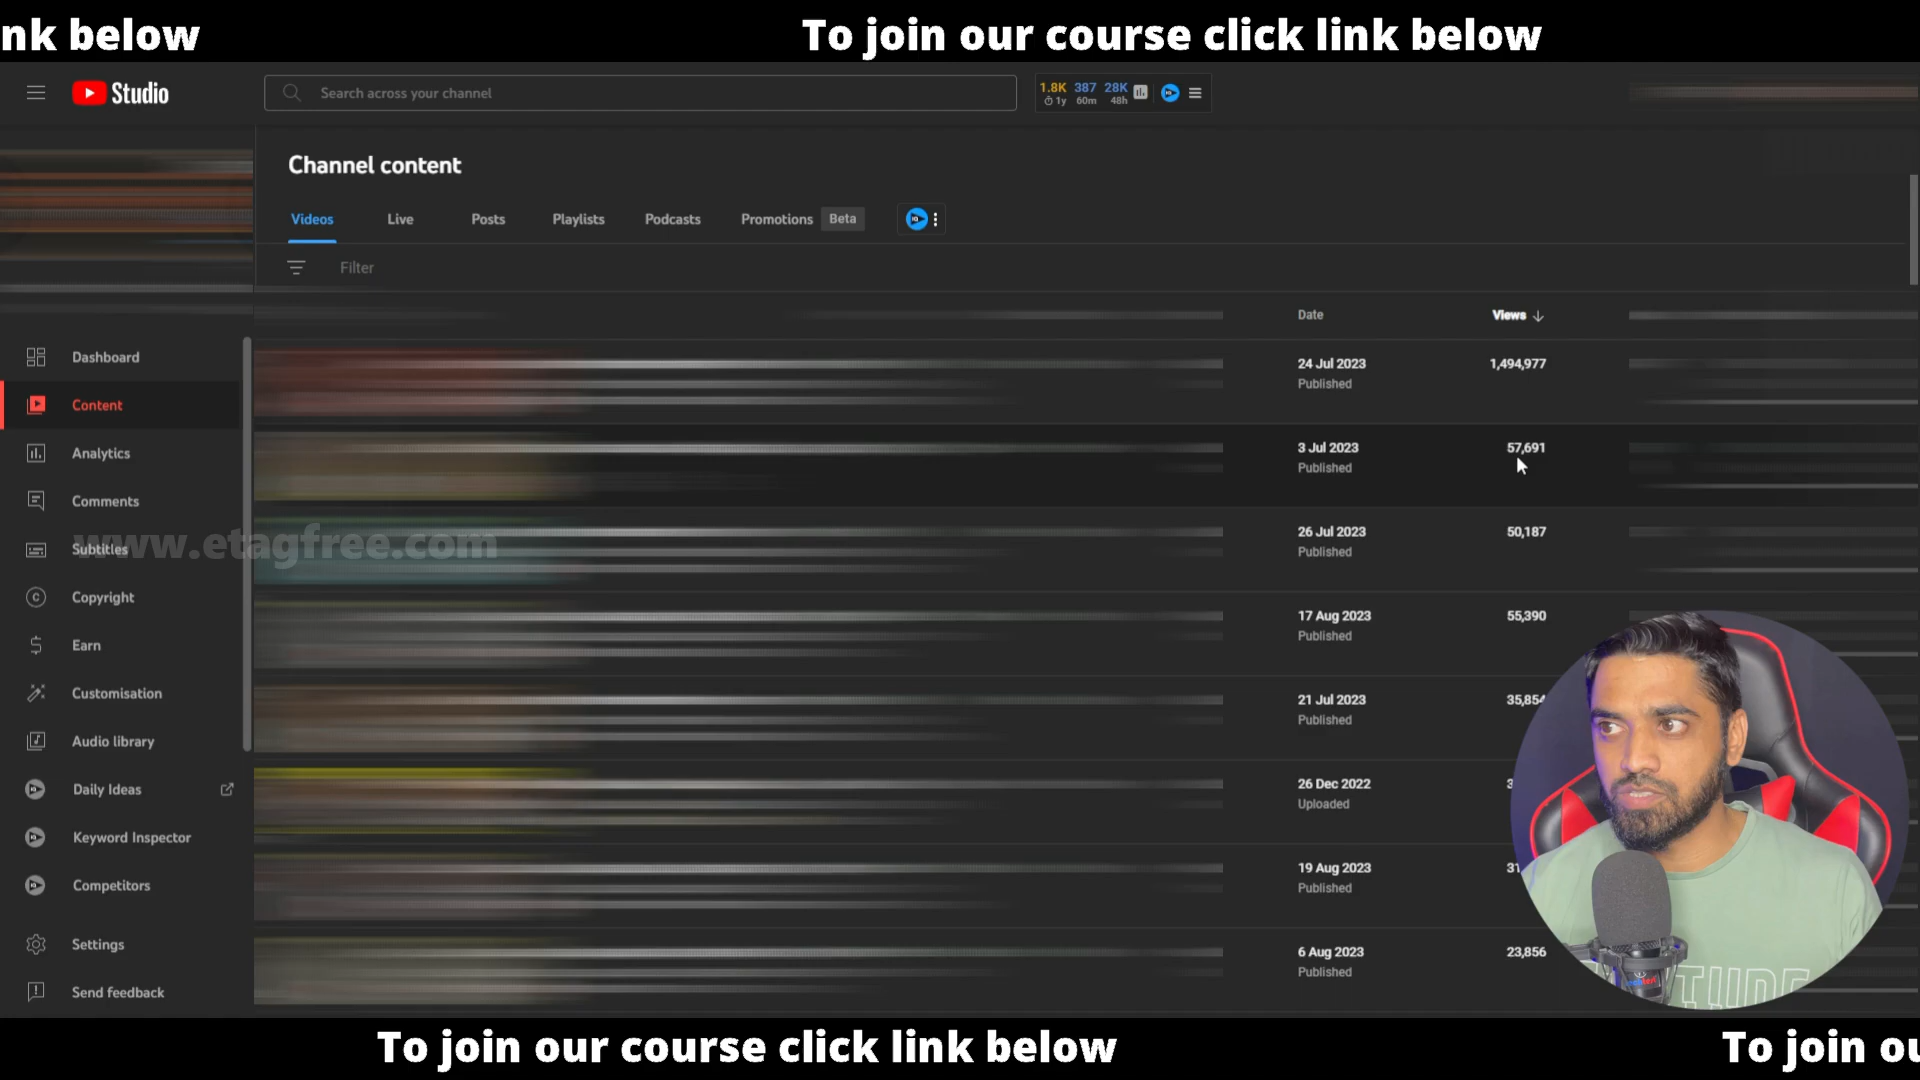 nk below
To join our course click link below
Studio
Search across your channel
1.8K 387 28K
1y 60m 48h
Channel content
Videos Live Posts Playlists Podcasts Promotions Beta
Filter
Date Views
24 Jul 2023 1,494,977
Published
3 Jul 2023 57,691
Published
26 Jul 2023 50,187
Published
17 Aug 2023 55,390
Published
21 Jul 2023 35,854
Published
26 Dec 2022
Uploaded
19 Aug 2023
Published
6 Aug 2023 23,856
Published
Dashboard
Content
Analytics
Comments
www.etagfree.com
Subtitles
Copyright
Earn
Customisation
Audio library
Daily Ideas
Keyword Inspector
Competitors
Settings
Send feedback
To join our course click link below
To join ou